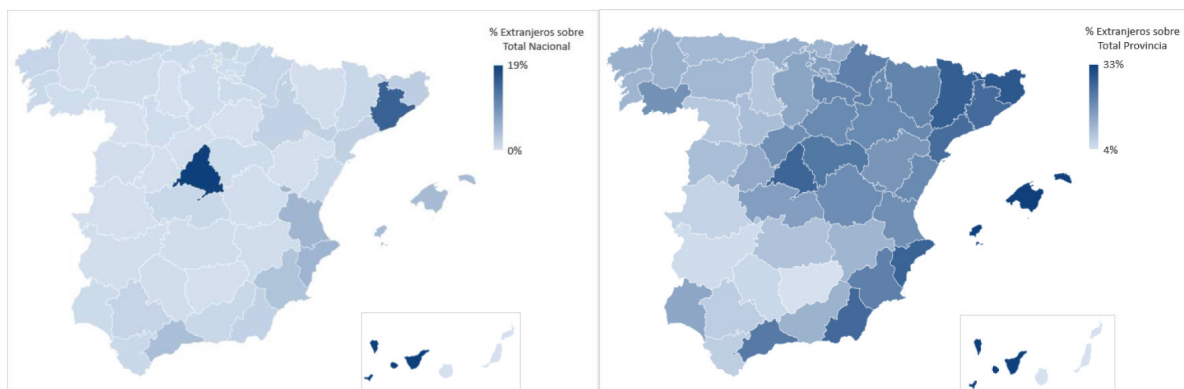 % Extranjeros sobre
Total Nacional
19%
0%
% Extranjeros sobre
Total Provincia
33%
4%